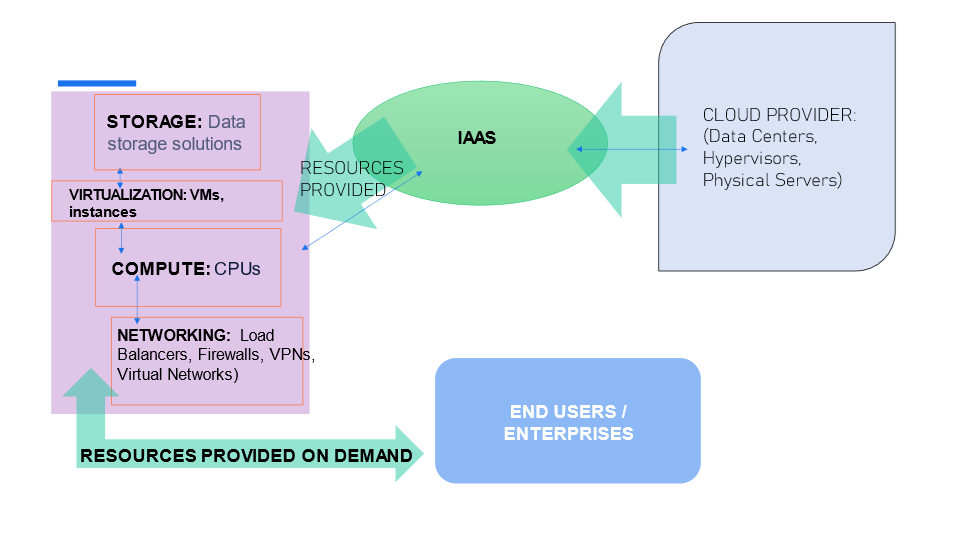 STORAGE: Data
storage solutions
VIRTUALIZATION: VMs,
instances
COMPUTE: CPUs
NETWORKING:  Load
Balancers, Firewalls, VPNs,
Virtual Networks)
RESOURCES
PROVIDED
IAAS
CLOUD PROVIDER:
(Data Centers,
Hypervisors,
Physical Servers)
RESOURCES PROVIDED ON DEMAND
END USERS /
ENTERPRISES